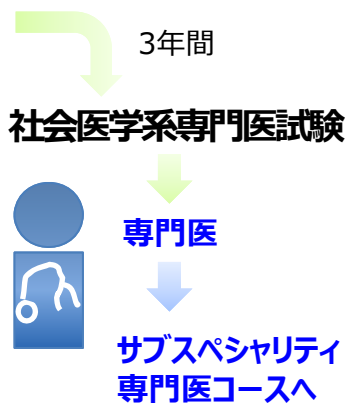 3年間
社会医学系専門医試験
専門医
サブスペシャリティ
専門医コースへ